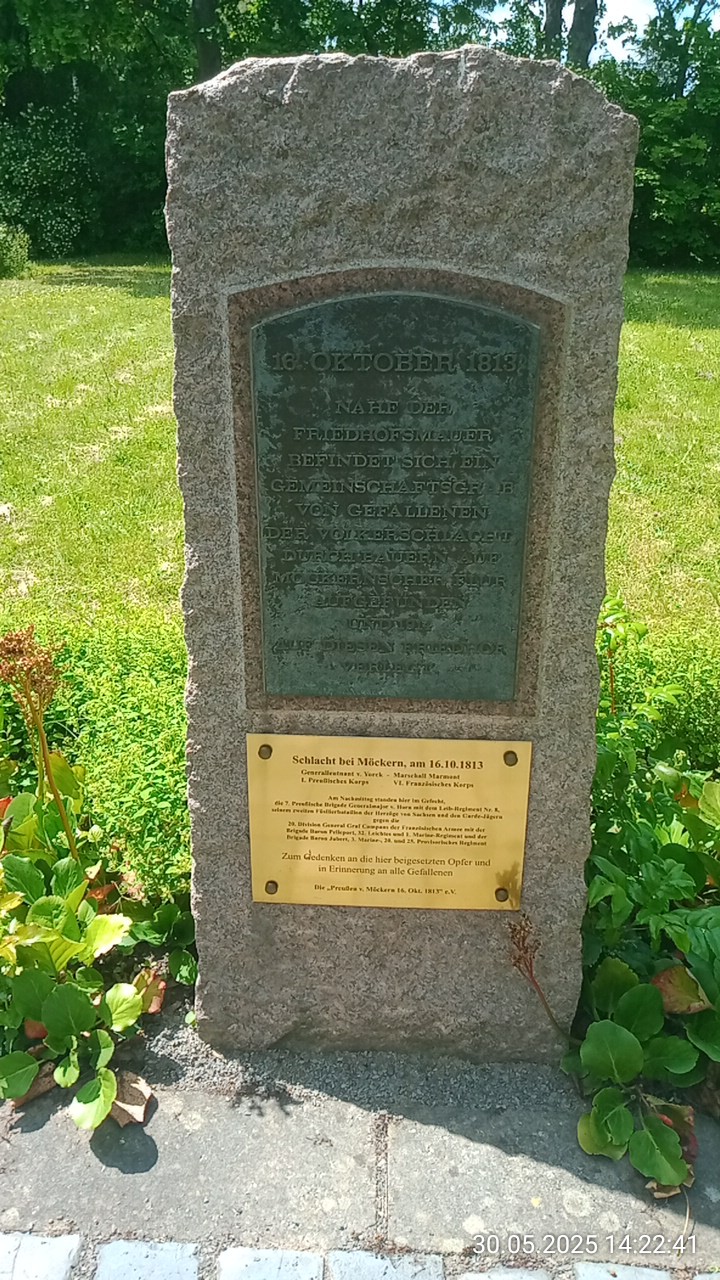 16. OKTOBER 1813
NAHE DER
FRIEDHOFSMAUER
BEFINDET SICH EIN
GEMEINSCHAFTSGRAB
VON GEFALLENEN
DER VÖLKERSCHLACHT
DURCH BAUERN AUF
MÖCKERNSCHER FLUR
AUFGEFUNDEN
UND
AUF DIESEN FRIEDHOF
VERLEGT
Schlacht bei Möckern, am 16.10.1813
Generalleutnant v. Yorck - Marschall Marmont
I. Preußisches Korps VI. Französisches Korps
Am Nachmittag standen hier im Gefecht,
die 7. Preußische Brigade Generalmajor v. Horn mit dem Leib-Regiment Nr. 8,
seinem zweiten Füsilierbataillon der Herzöge von Sachsen und den Garde-Jägern
gegen die
20. Division General Graf Compans der Französischen Armee mit der
Brigade Baron Pelleport, 32. Leichtes und 1. Marine-Regiment und der
Brigade Baron Jubert, 3. Marine-, 20. und 25. Provisorisches Regiment
Zum Gedenken an die hier beigesetzten Opfer und
in Erinnerung an alle Gefallenen
Die „Preußen v. Möckern 16. Okt. 1813" e.V.
30.05.2025 14:22:41